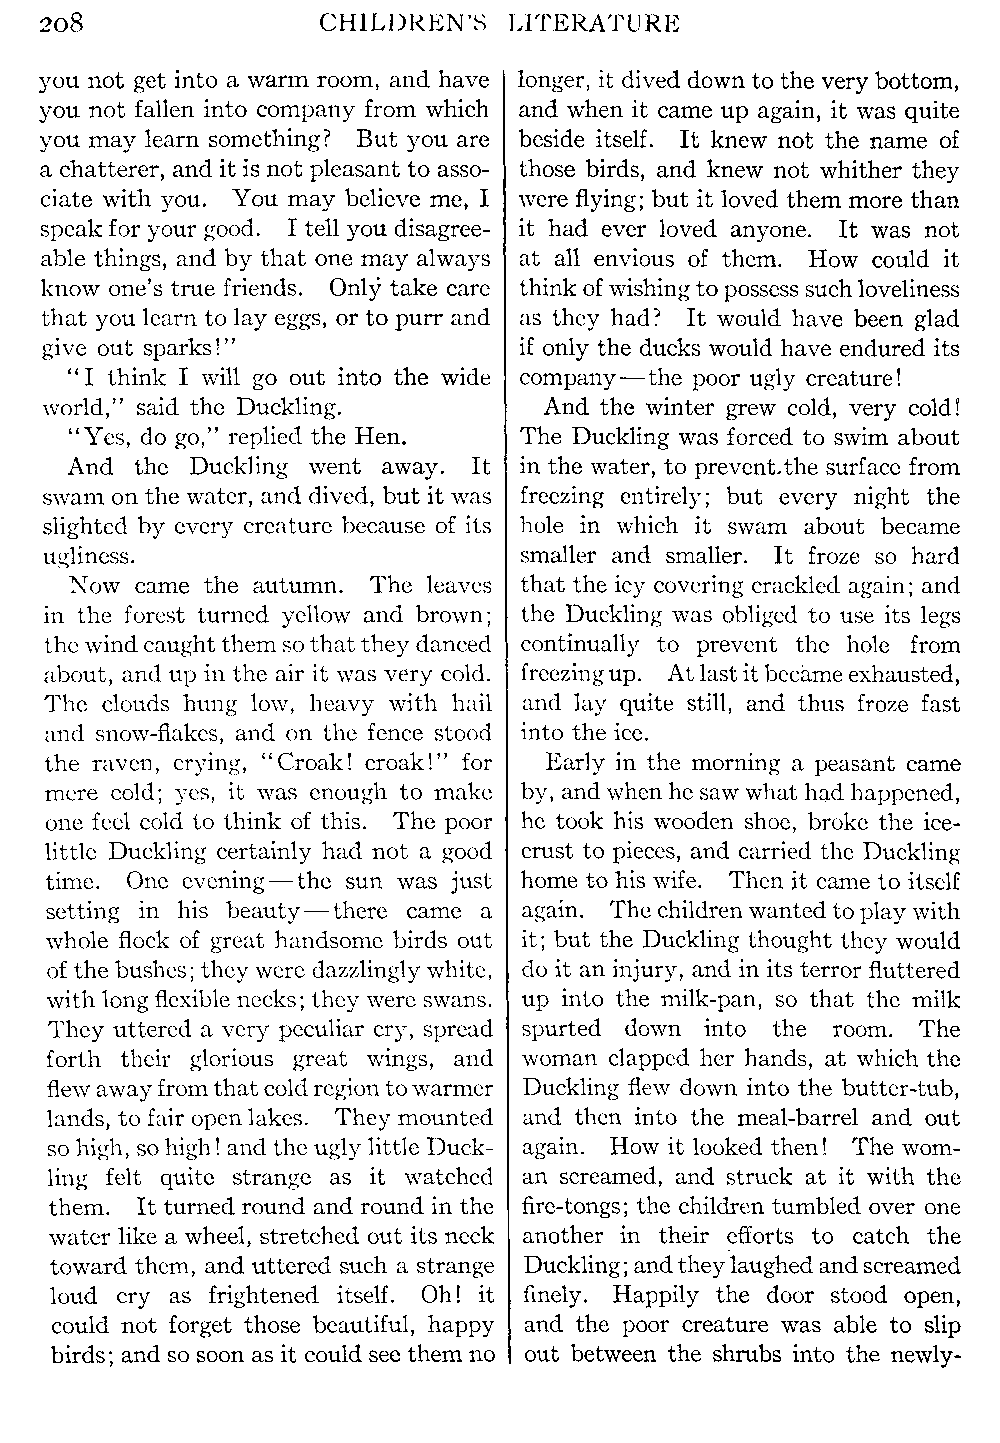 208 CHILDREN'S LITERATURE
you not get into a warm room, and have
you not fallen into company from which
you may learn something? But you are
a chatterer, and it is not pleasant to asso-
ciate with you. You may believe me, I
speak for your good. I tell you disagree-
able things, and by that one may always
know one's true friends. Only take care
that you learn to lay eggs, or to purr and
give out sparks!"
"I think I will go out into the wide
world," said the Duckling.
"Yes, do go," replied the Hen.
And the Duckling went away. It
swam on the water, and dived, but it was
slighted by every creature because of its
ugliness.
Now came the autumn. The leaves
in the forest turned yellow and brown;
the wind caught them so that they danced
about, and up in the air it was very cold.
The clouds hung low, heavy with hail
and snow-flakes, and on the fence stood
the raven, crying, "Croak! croak!" for
mere cold; yes, it was enough to make
one feel cold to think of this. The poor
little Duckling certainly had not a good
time. One evening—the sun was just
setting in his beauty—there came a
whole flock of great handsome birds out
of the bushes; they were dazzlingly white,
with long flexible necks; they were swans.
They uttered a very peculiar cry, spread
forth their glorious great wings, and
flew away from that cold region to warmer
lands, to fair open lakes. They mounted
so high, so high! and the ugly little Duck-
ling felt quite strange as it watched
them. It turned round and round in the
water like a wheel, stretched out its neck
toward them, and uttered such a strange
loud cry as frightened itself. Oh! it
could not forget those beautiful, happy
birds; and so soon as it could see them no
longer, it dived down to the very bottom,
and when it came up again, it was quite
beside itself. It knew not the name of
those birds, and knew not whither they
were flying; but it loved them more than
it had ever loved anyone. It was not
at all envious of them. How could it
think of wishing to possess such loveliness
as they had? It would have been glad
if only the ducks would have endured its
company—the poor ugly creature!
And the winter grew cold, very cold!
The Duckling was forced to swim about
in the water, to prevent the surface from
freezing entirely; but every night the
hole in which it swam about became
smaller and smaller. It froze so hard
that the icy covering crackled again; and
the Duckling was obliged to use its legs
continually to prevent the hole from
freezing up. At last it became exhausted,
and lay quite still, and thus froze fast
into the ice.
Early in the morning a peasant came
by, and when he saw what had happened,
he took his wooden shoe, broke the ice-
crust to pieces, and carried the Duckling
home to his wife. Then it came to itself
again. The children wanted to play with
it; but the Duckling thought they would
do it an injury, and in its terror fluttered
up into the milk-pan, so that the milk
spurted down into the room. The
woman clapped her hands, at which the
Duckling flew down into the butter-tub,
and then into the meal-barrel and out
again. How it looked then! The wom-
an screamed, and struck at it with the
fire-tongs; the children tumbled over one
another in their efforts to catch the
Duckling; and they laughed and screamed
finely. Happily the door stood open,
and the poor creature was able to slip
out between the shrubs into the newly-